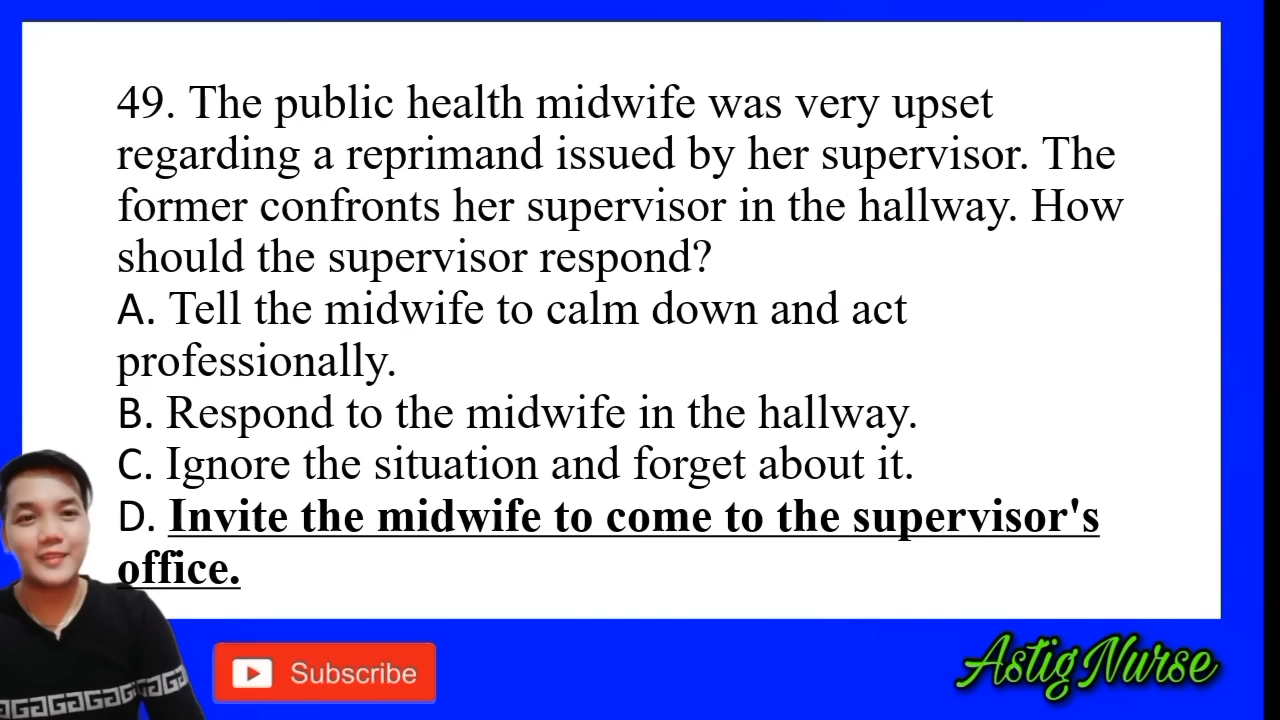 49. The public health midwife was very upset
regarding a reprimand issued by her supervisor. The
former confronts her supervisor in the hallway. How
should the supervisor respond?
A. Tell the midwife to calm down and act
professionally.
B. Respond to the midwife in the hallway.
C. Ignore the situation and forget about it.
D. Invite the midwife to come to the supervisor's
office.
Subscribe
Astig Nurse